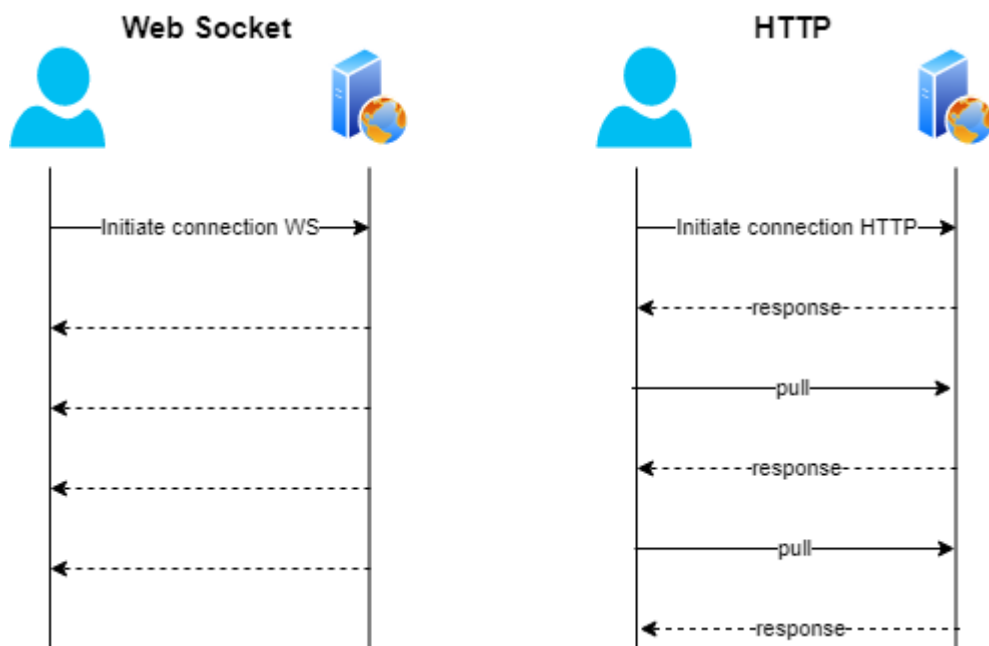 Web Socket
HTTP
Initiate connection WS
Initiate connection HTTP
response
pull
response
pull
response